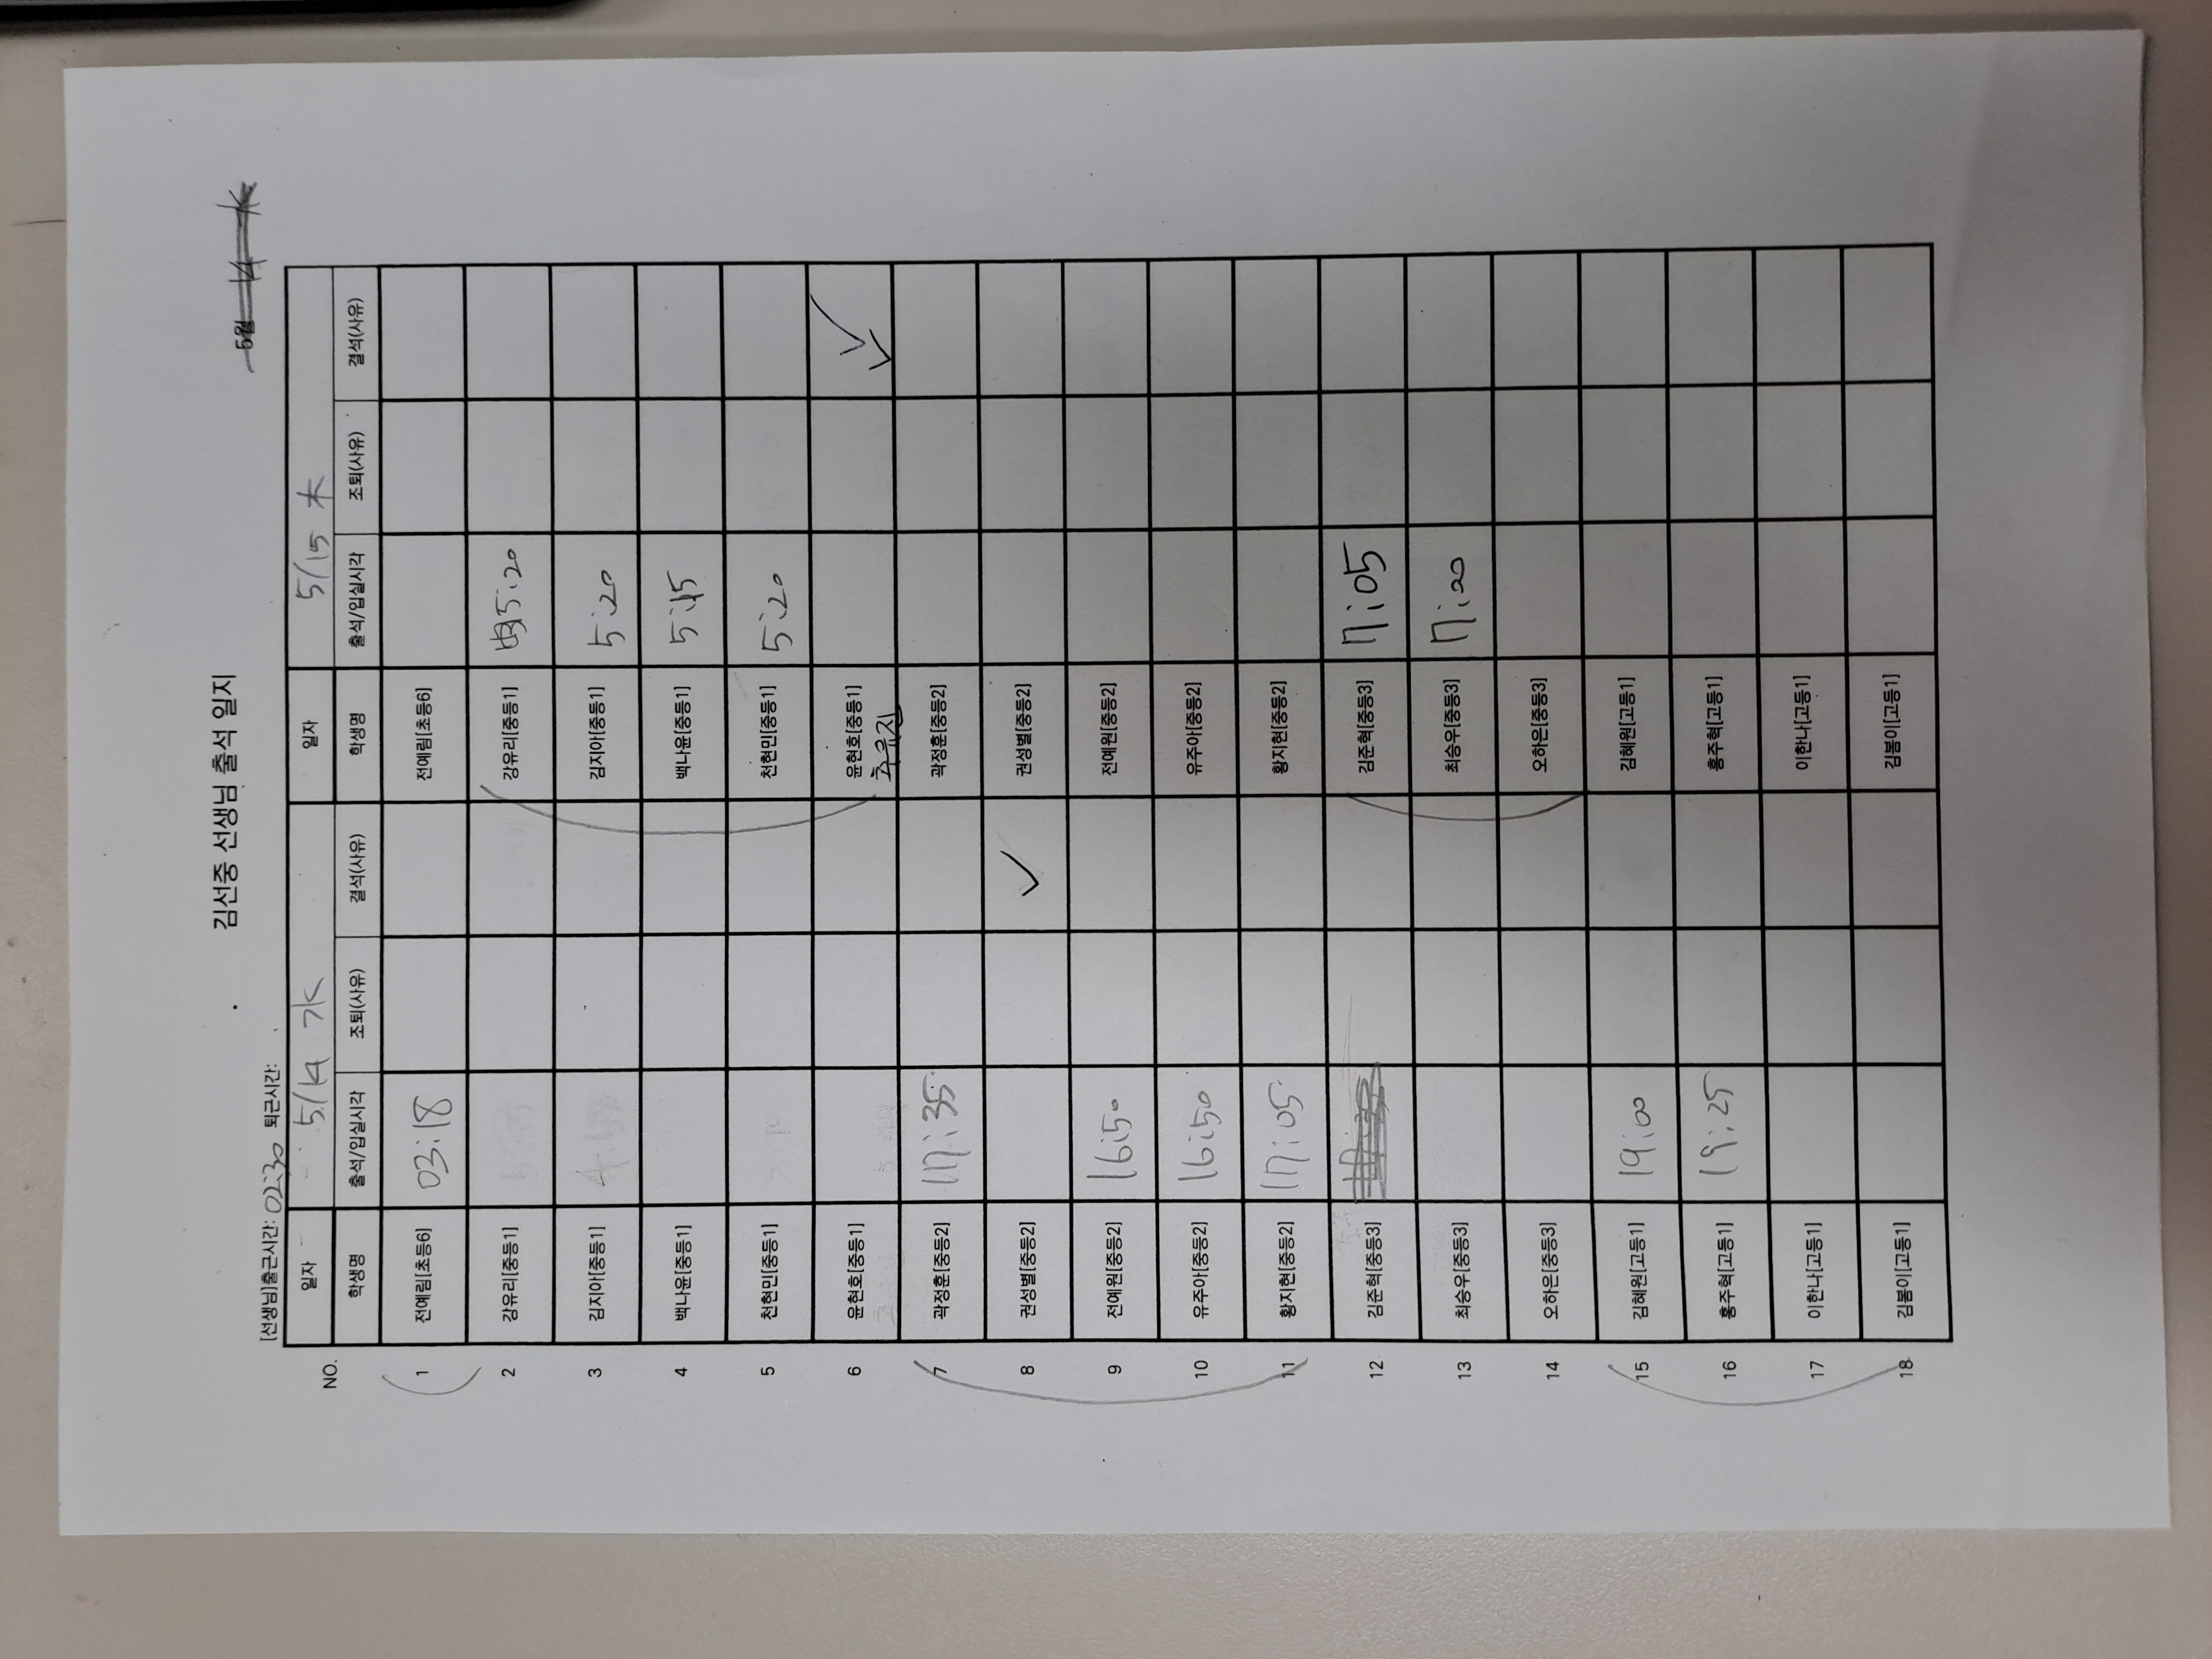 김선중 선생님 출석 일지
5월 14 水
[선생님]출근시간: 02:30 퇴근시간:
NO. 일자 5/14 水 일자 5/15 木
학생명 출석/입실시각 조퇴(사유) 결석(사유) 학생명 출석/입실시각 조퇴(사유) 결석(사유)
1 전예림[초등6] 03:18 전예림[초등6]
2 강유리[중등1] 강유리[중등1] 5:20
3 김지아[중등1] 김지아[중등1] 5:20
4 백나윤[중등1] 백나윤[중등1] 5:15
5 천현민[중등1] 천현민[중등1] 5:20
6 윤현호[중등1] 윤현호[중등1] ✓
추유진 ✓
7 곽정훈[중등2] 17:35 곽정훈[중등2]
8 권성별[중등2] ✓ 권성별[중등2]
9 전예원[중등2] 16:50 전예원[중등2]
10 유주아[중등2] 16:50 유주아[중등2]
11 황지현[중등2] 17:05 황지현[중등2]
12 김준혁[중등3] 김준혁[중등3] 17:05
13 최승우[중등3] 최승우[중등3] 17:00
14 오하은[중등3] 오하은[중등3]
15 김혜원[고등1] 19:00 김혜원[고등1]
16 홍주혁[고등1] 19:25 홍주혁[고등1]
17 이한나[고등1] 이한나[고등1]
18 김봄이[고등1] 김봄이[고등1]